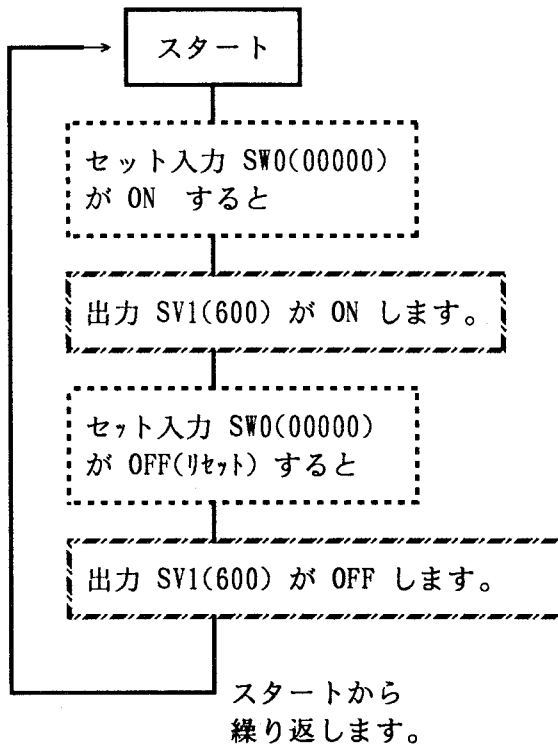 スタート
セット入力 SW0(00000)
が ON すると
出力 SV1(600) が ON します。
セット入力 SW0(00000)
が OFF(ﾘｾｯﾄ) すると
出力 SV1(600) が OFF します。
スタートから
繰り返します。